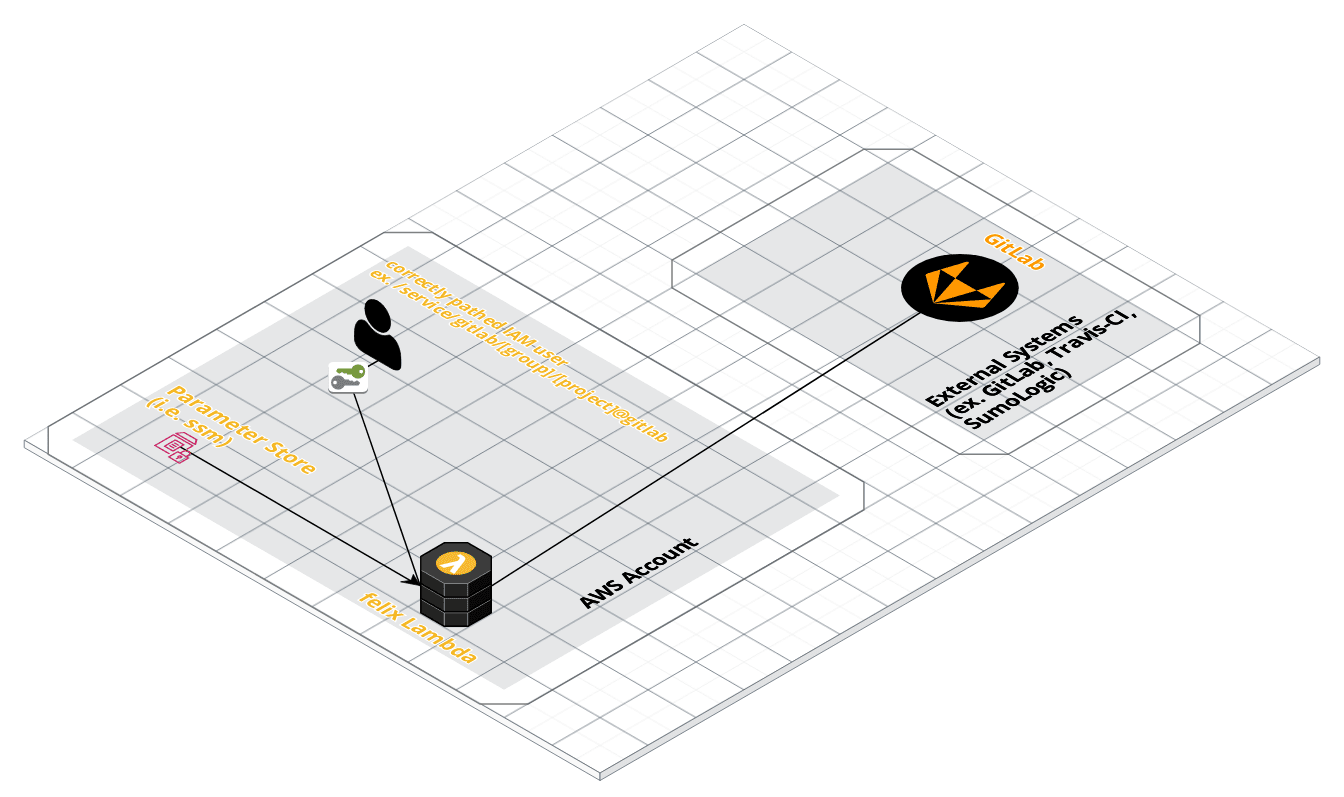 GitLab
correctly-pathed IAM-user
ex. /service/gitlab/[group]/[project]@gitlab
External Systems
(ex. GitLab, Travis-CI,
SumoLogic)
Parameter Store
(i.e. ssm)
AWS Account
felix Lambda